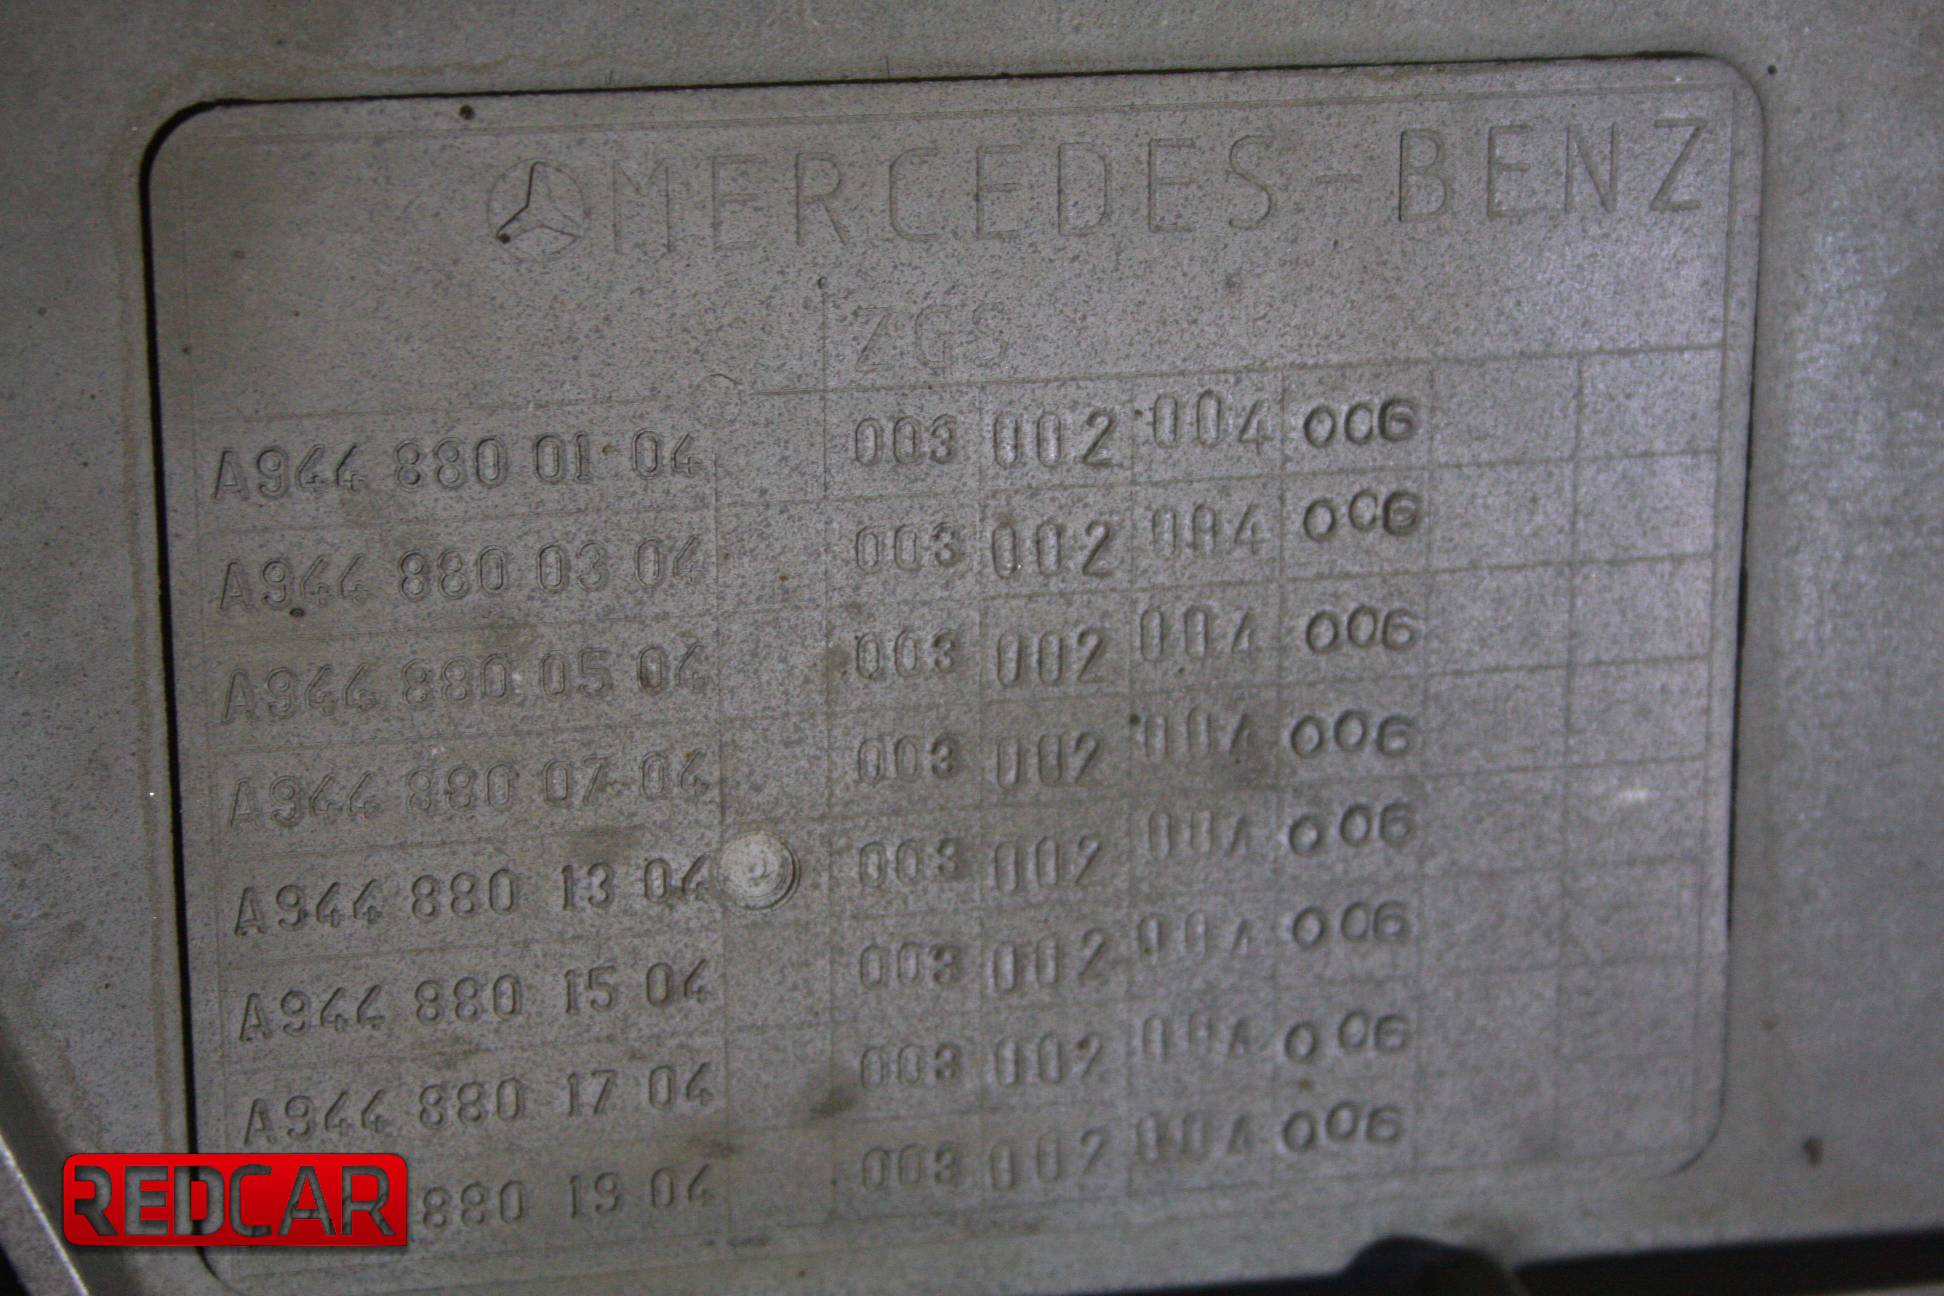 MERCEDES-BENZ
ZGS
A944 880 01 04 003 002 004 006
A944 880 03 04 003 002 004 006
A944 880 05 04 003 002 004 006
A944 880 07 04 003 002 004 006
A944 880 13 04 003 002 004 006
A944 880 15 04 003 002 004 006
A944 880 17 04 003 002 004 006
880 19 04 003 002 004 006
REDCAR